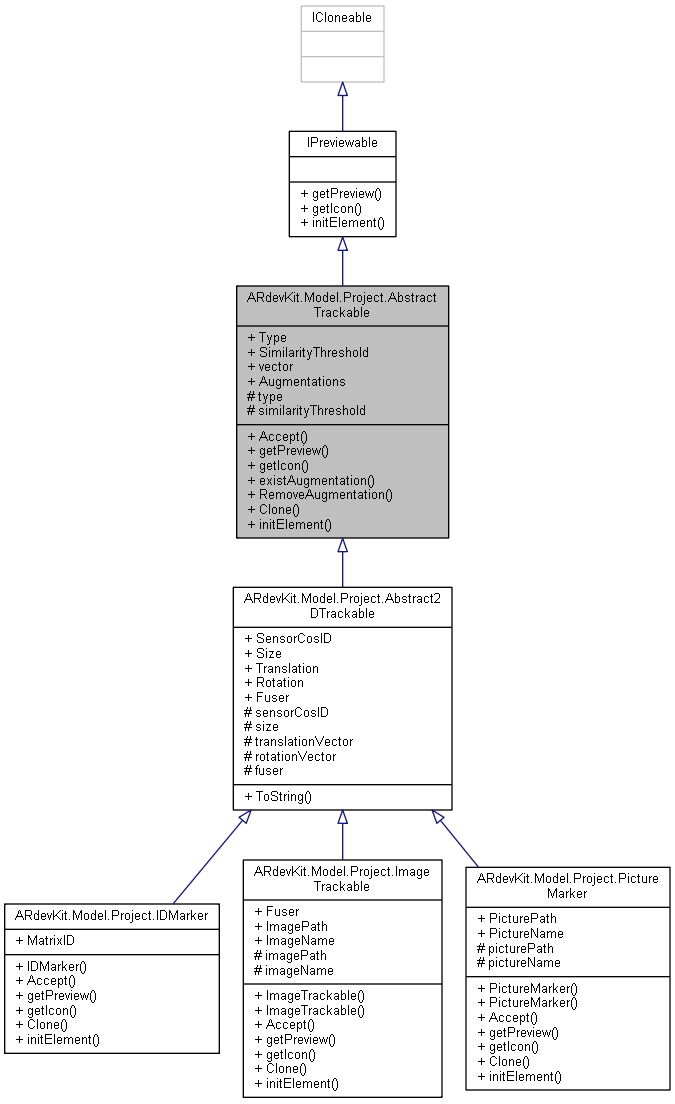 ICloneable
IPreviewable
+ getPreview()
+ getIcon()
+ initElement()
ARdevKit.Model.Project.Abstract
Trackable
+ Type
+ SimilarityThreshold
+ vector
+ Augmentations
# type
# similarityThreshold
+ Accept()
+ getPreview()
+ getIcon()
+ existAugmentation()
+ RemoveAugmentation()
+ Clone()
+ initElement()
ARdevKit.Model.Project.Abstract2
DTrackable
+ SensorCosID
+ Size
+ Translation
+ Rotation
+ Fuser
# sensorCosID
# size
# translationVector
# rotationVector
# fuser
+ ToString()
ARdevKit.Model.Project.IDMarker
+ MatrixID
+ IDMarker()
+ Accept()
+ getPreview()
+ getIcon()
+ Clone()
+ initElement()
ARdevKit.Model.Project.Image
Trackable
+ Fuser
+ ImagePath
+ ImageName
# imagePath
# imageName
+ ImageTrackable()
+ ImageTrackable()
+ Accept()
+ getPreview()
+ getIcon()
+ Clone()
+ initElement()
ARdevKit.Model.Project.Picture
Marker
+ PicturePath
+ PictureName
# picturePath
# pictureName
+ PictureMarker()
+ PictureMarker()
+ Accept()
+ getPreview()
+ getIcon()
+ Clone()
+ initElement()